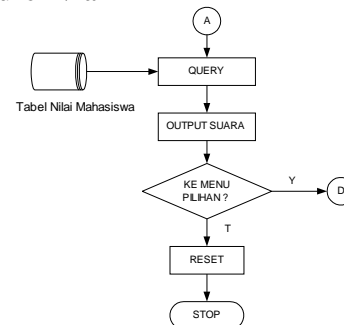 A
QUERY
Tabel Nilai Mahasiswa
OUTPUT SUARA
KE MENU
PILIHAN ?
Y
D
T
RESET
STOP